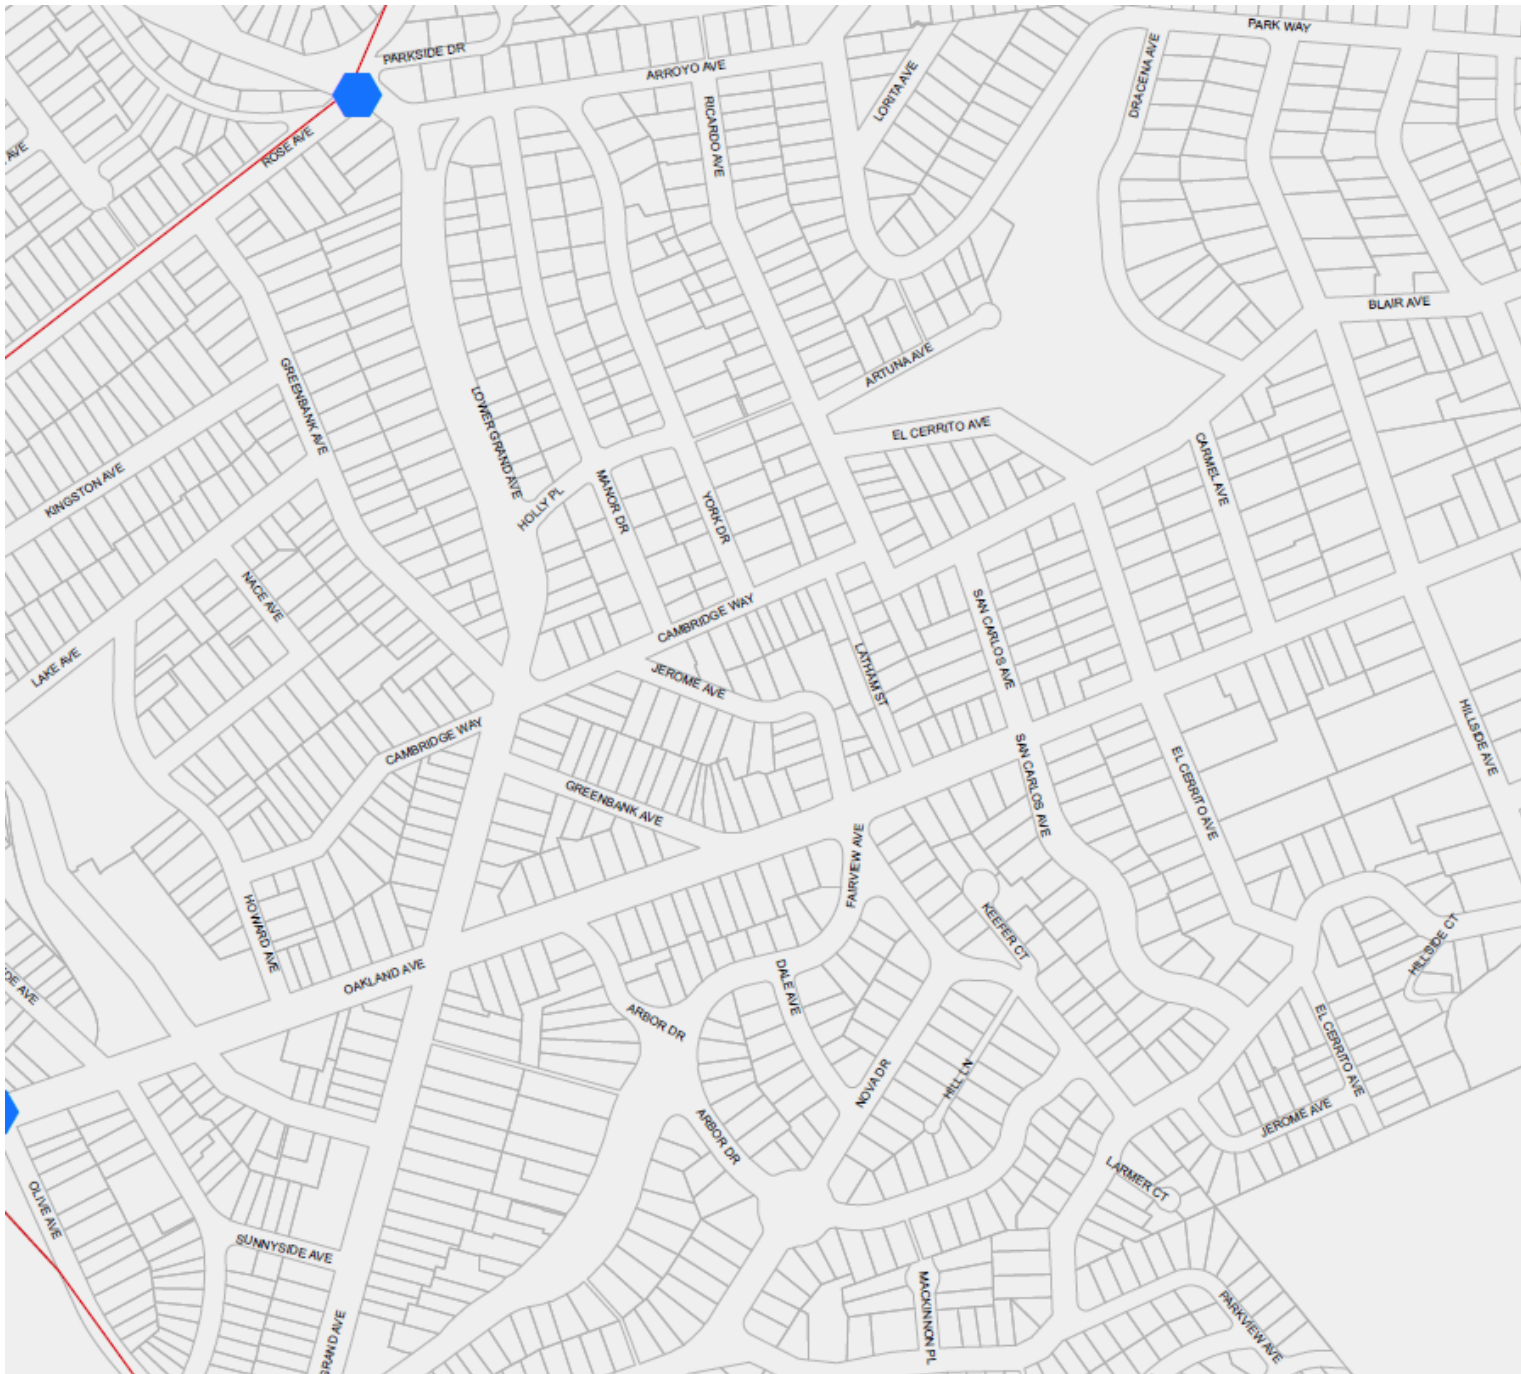 PARK WAY
PARKSIDE DR
ARROYO AVE
LORITA AVE
DRACENA AVE
RICARDO AVE
ROSE AVE
AVE
BLAIR AVE
ARTUNA AVE
GREENBANK AVE
LOWER GRAND AVE
EL CERRITO AVE
CARMEL AVE
KINGSTON AVE
HOLLY PL
MANOR DR
YORK DR
NACE AVE
CAMBRIDGE WAY
SAN CARLOS AVE
LAKE AVE
JEROME AVE
LATHAM ST
HILLSIDE AVE
CAMBRIDGE WAY
SAN CARLOS AVE
EL CERRITO AVE
GREENBANK AVE
FAIRVIEW AVE
HOWARD AVE
KEEFER CT
HILLSIDE CT
OAKLAND AVE
DALE AVE
DE AVE
ARBOR DR
EL CERRITO AVE
NOVA DR
HILL LN
ARBOR DR
JEROME AVE
OLIVE AVE
LARMER CT
SUNNYSIDE AVE
MACKINNON PL
PARKVIEW AVE
GRAND AVE